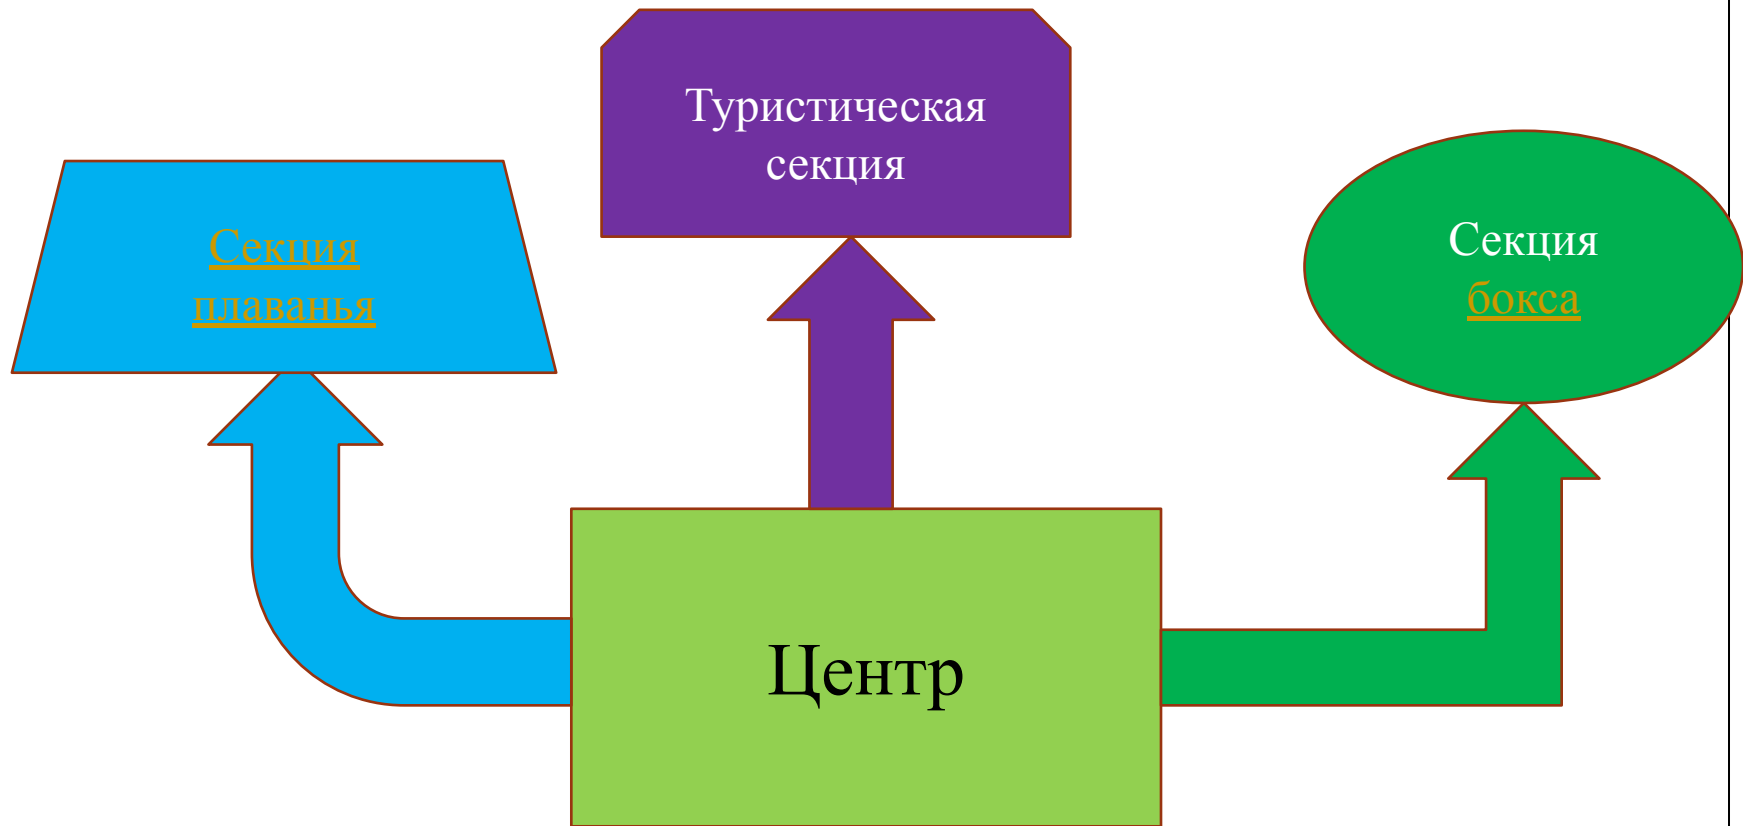 Туристическая
секция
Секция
плаванья
Секция
бокса
Центр